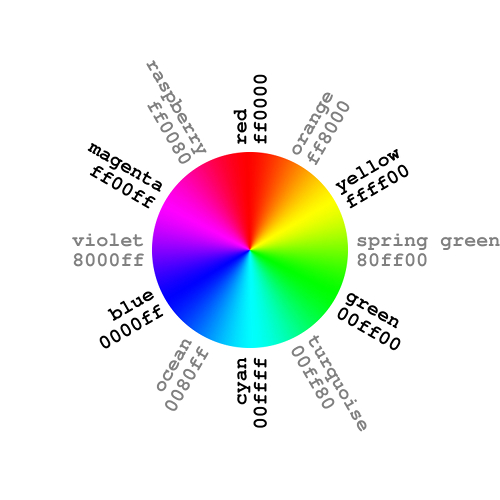 red
ff0000
orange
ff8000
yellow
ffff00
spring green
80ff00
green
00ff00
turquoise
00ff80
cyan
00ffff
ocean
0080ff
blue
0000ff
violet
8000ff
magenta
ff00ff
raspberry
ff0080